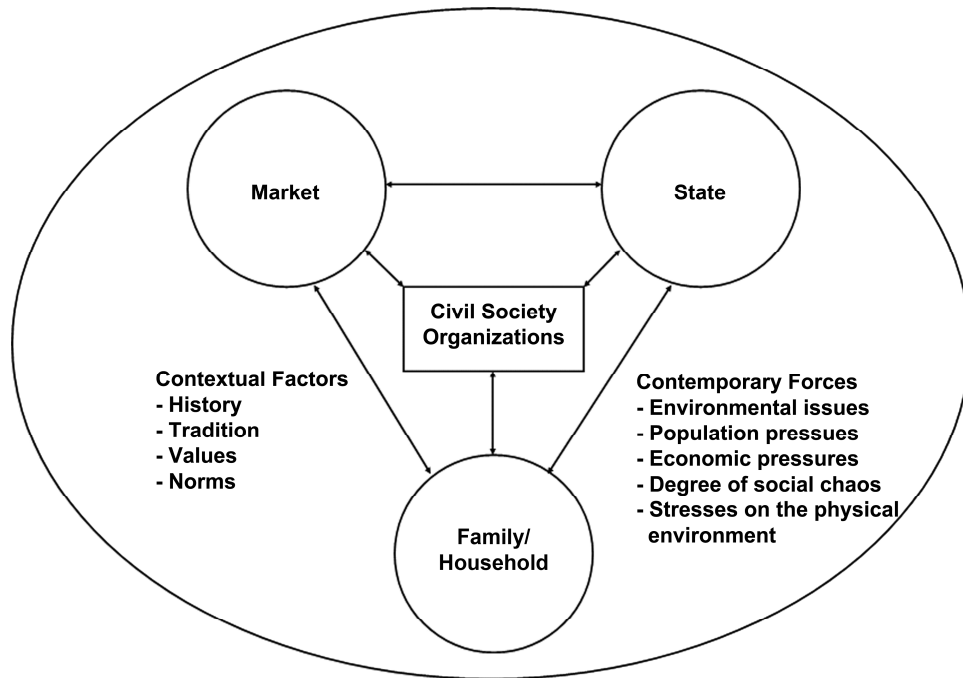 Market
State
Civil Society
Organizations
Contextual Factors
- History
- Tradition
- Values
- Norms
Contemporary Forces
- Environmental issues
- Population pressues
- Economic pressures
- Degree of social chaos
- Stresses on the physical
environment
Family/
Household